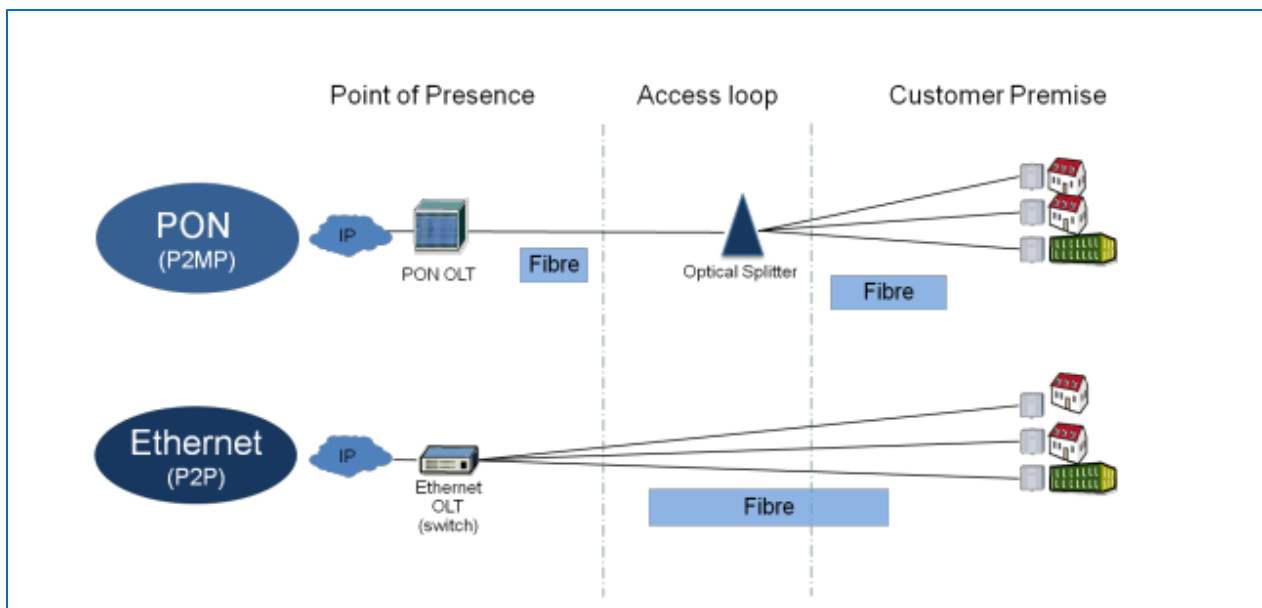 Point of Presence
Access loop
Customer Premise
PON
(P2MP)
IP
PON OLT
Fibre
Optical Splitter
Fibre
Ethernet
(P2P)
IP
Ethernet
OLT
(switch)
Fibre